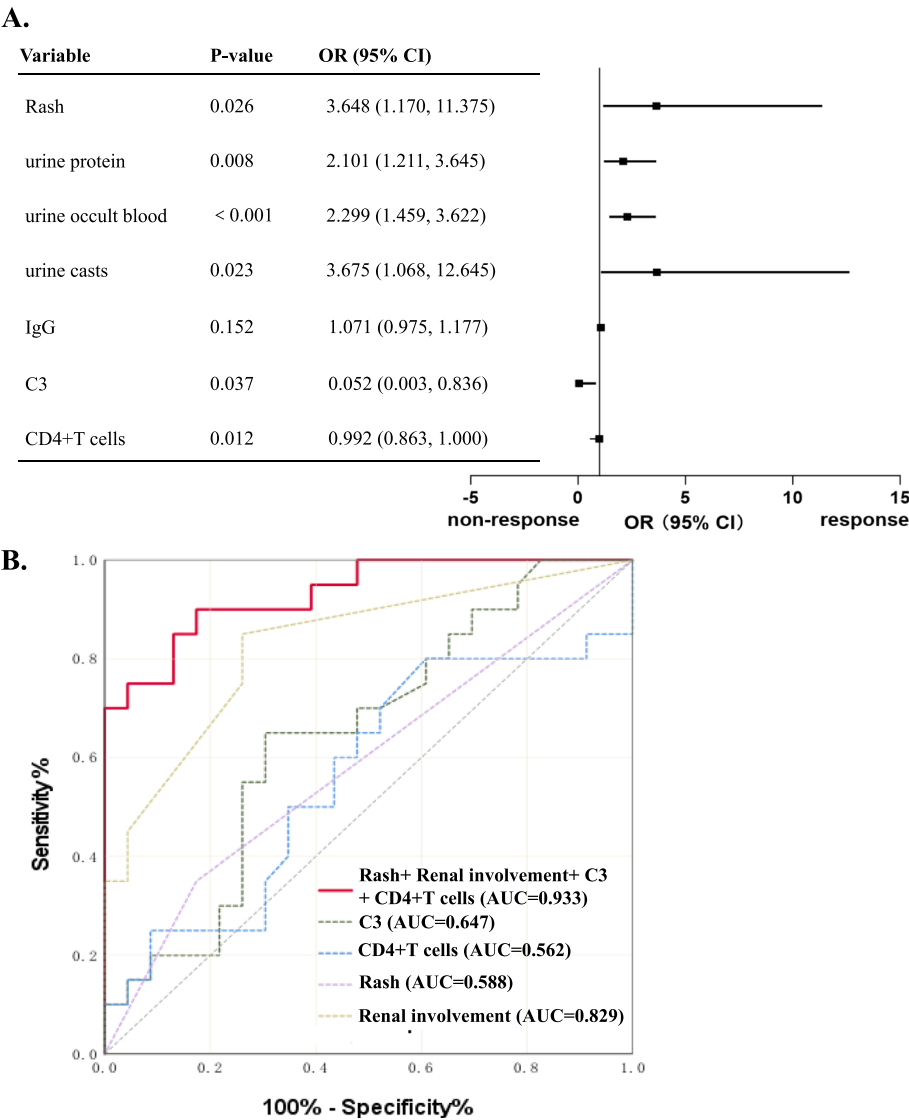 A.
Variable P-value OR (95% CI)
Rash 0.026 3.648 (1.170, 11.375)
urine protein 0.008 2.101 (1.211, 3.645)
urine occult blood < 0.001 2.299 (1.459, 3.622)
urine casts 0.023 3.675 (1.068, 12.645)
IgG 0.152 1.071 (0.975, 1.177)
C3 0.037 0.052 (0.003, 0.836)
CD4+T cells 0.012 0.992 (0.863, 1.000)
-5 0 5 10 15
non-response OR (95% CI) response
B.
1.0
0.8
0.6
0.4
0.2
0.0
Sensitivity%
Rash+ Renal involvement+ C3
+ CD4+T cells (AUC=0.933)
C3 (AUC=0.647)
CD4+T cells (AUC=0.562)
Rash (AUC=0.588)
Renal involvement (AUC=0.829)
0.0 0.2 0.4 0.6 0.8 1.0
100% - Specificity%